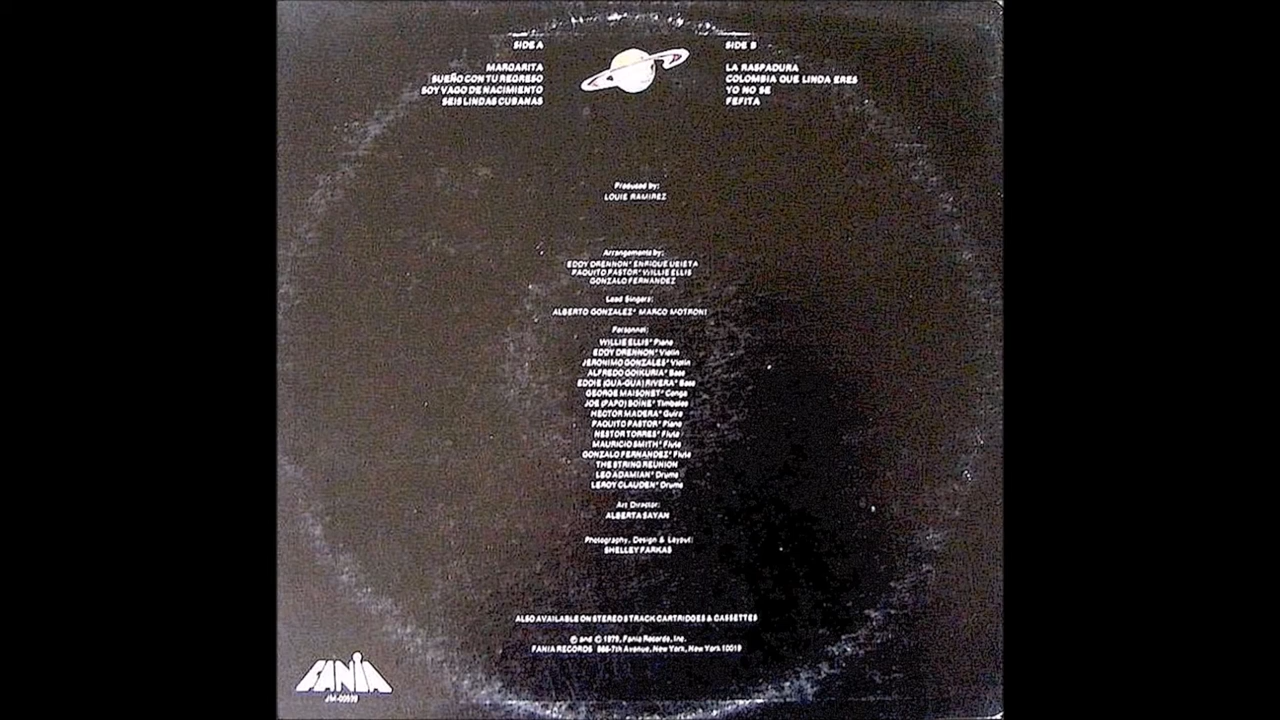 SIDE A
MARGARITA
SUEÑO CON TU REGRESO
SOY VAGO DE NACIMIENTO
SEIS LINDAS CUBANAS
SIDE B
LA RASPADURA
COLOMBIA QUE LINDA ERES
YO NO SE
FEFITA
Produced by:
LOUIE RAMIREZ
Arrangements by:
EDDY DRENNON* ENRIQUE UBIETA
PAQUITO PASTOR* WILLIE ELLIS
GONZALO FERNANDEZ
Lead Singers:
ALBERTO GONZALEZ* MARCO MOTRONI
Personnel:
WILLIE ELLIS* Piano
EDDY DRENNON* Violin
JERONIMO GONZALES* Violin
ALFREDO GOIKURIA* Bass
EDDIE (GUA-GUA) RIVERA* Bass
GEORGE MAISONET* Conga
JOE (PAPO) BOINE* Timbales
HECTOR MADERA* Guiro
PAQUITO PASTOR* Piano
NESTOR TORRES* Flute
MAURICIO SMITH* Flute
GONZALO FERNANDEZ* Flute
THE STRING REUNION
LEO ADAMIAN* Drums
LEROY CLAUDEN* Drums
Art Director:
ALBERTA SAYAN
Photography, Design & Layout:
SHELLEY FARKAS
ALSO AVAILABLE ON STEREO 8 TRACK CARTRIDGES & CASSETTES
℗ and © 1979, Fania Records, Inc.
FANIA RECORDS 888-7th Avenue, New York, New York 10019
FANIA